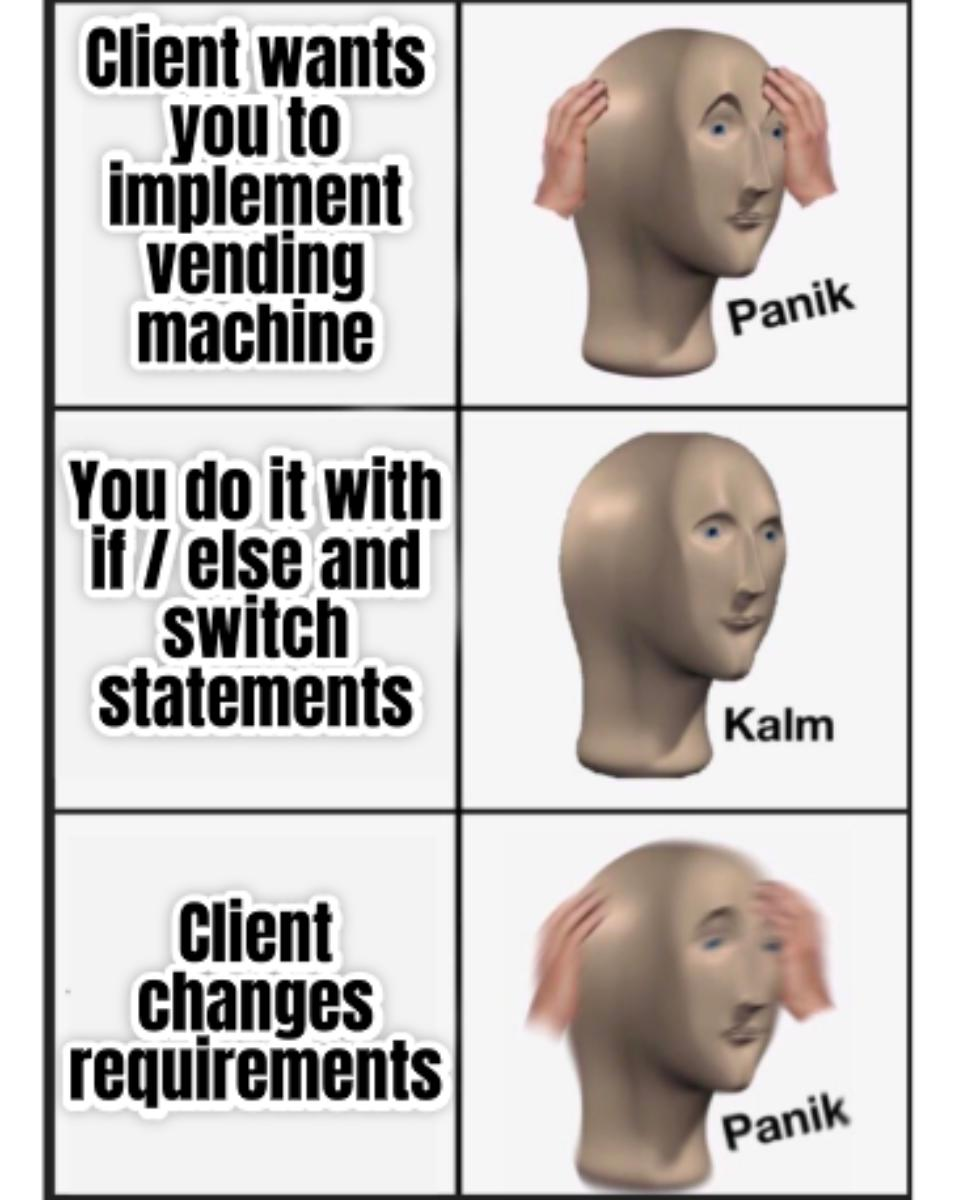 Client wants
you to
implement
vending
machine
Panik
You do it with
if / else and
switch
statements
Kalm
Client
changes
requirements
Panik